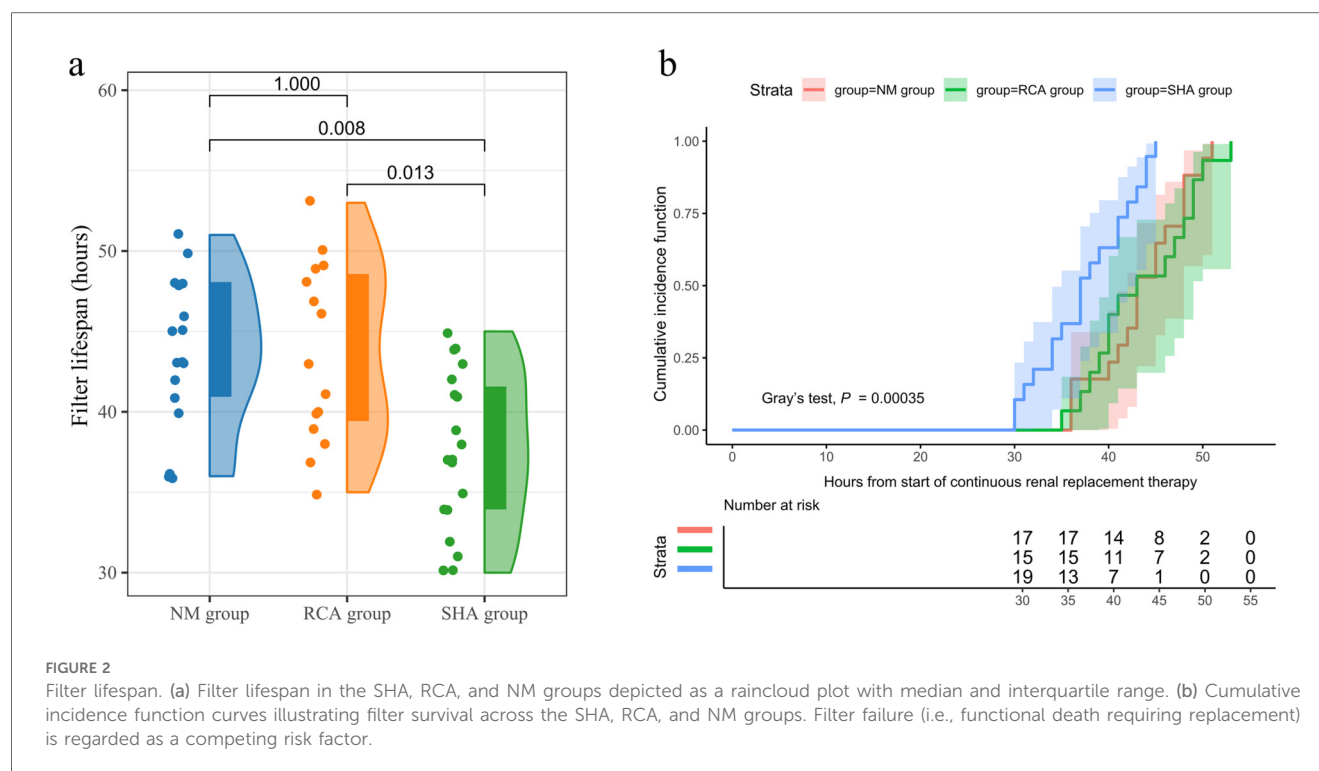 a
1.000
0.008
0.013
60
50
40
30
Filter lifespan (hours)
NM group RCA group SHA group
b
Strata group=NM group group=RCA group group=SHA group
1.00
0.75
0.50
0.25
0.00
Cumulative incidence function
Gray's test, P = 0.00035
0 10 20 30 40 50
Hours from start of continuous renal replacement therapy
Number at risk
Strata
17 17 14 8 2 0
15 15 11 7 2 0
19 13 7 1 0 0
30 35 40 45 50 55
FIGURE 2
Filter lifespan. (a) Filter lifespan in the SHA, RCA, and NM groups depicted as a raincloud plot with median and interquartile range. (b) Cumulative
incidence function curves illustrating filter survival across the SHA, RCA, and NM groups. Filter failure (i.e., functional death requiring replacement)
is regarded as a competing risk factor.